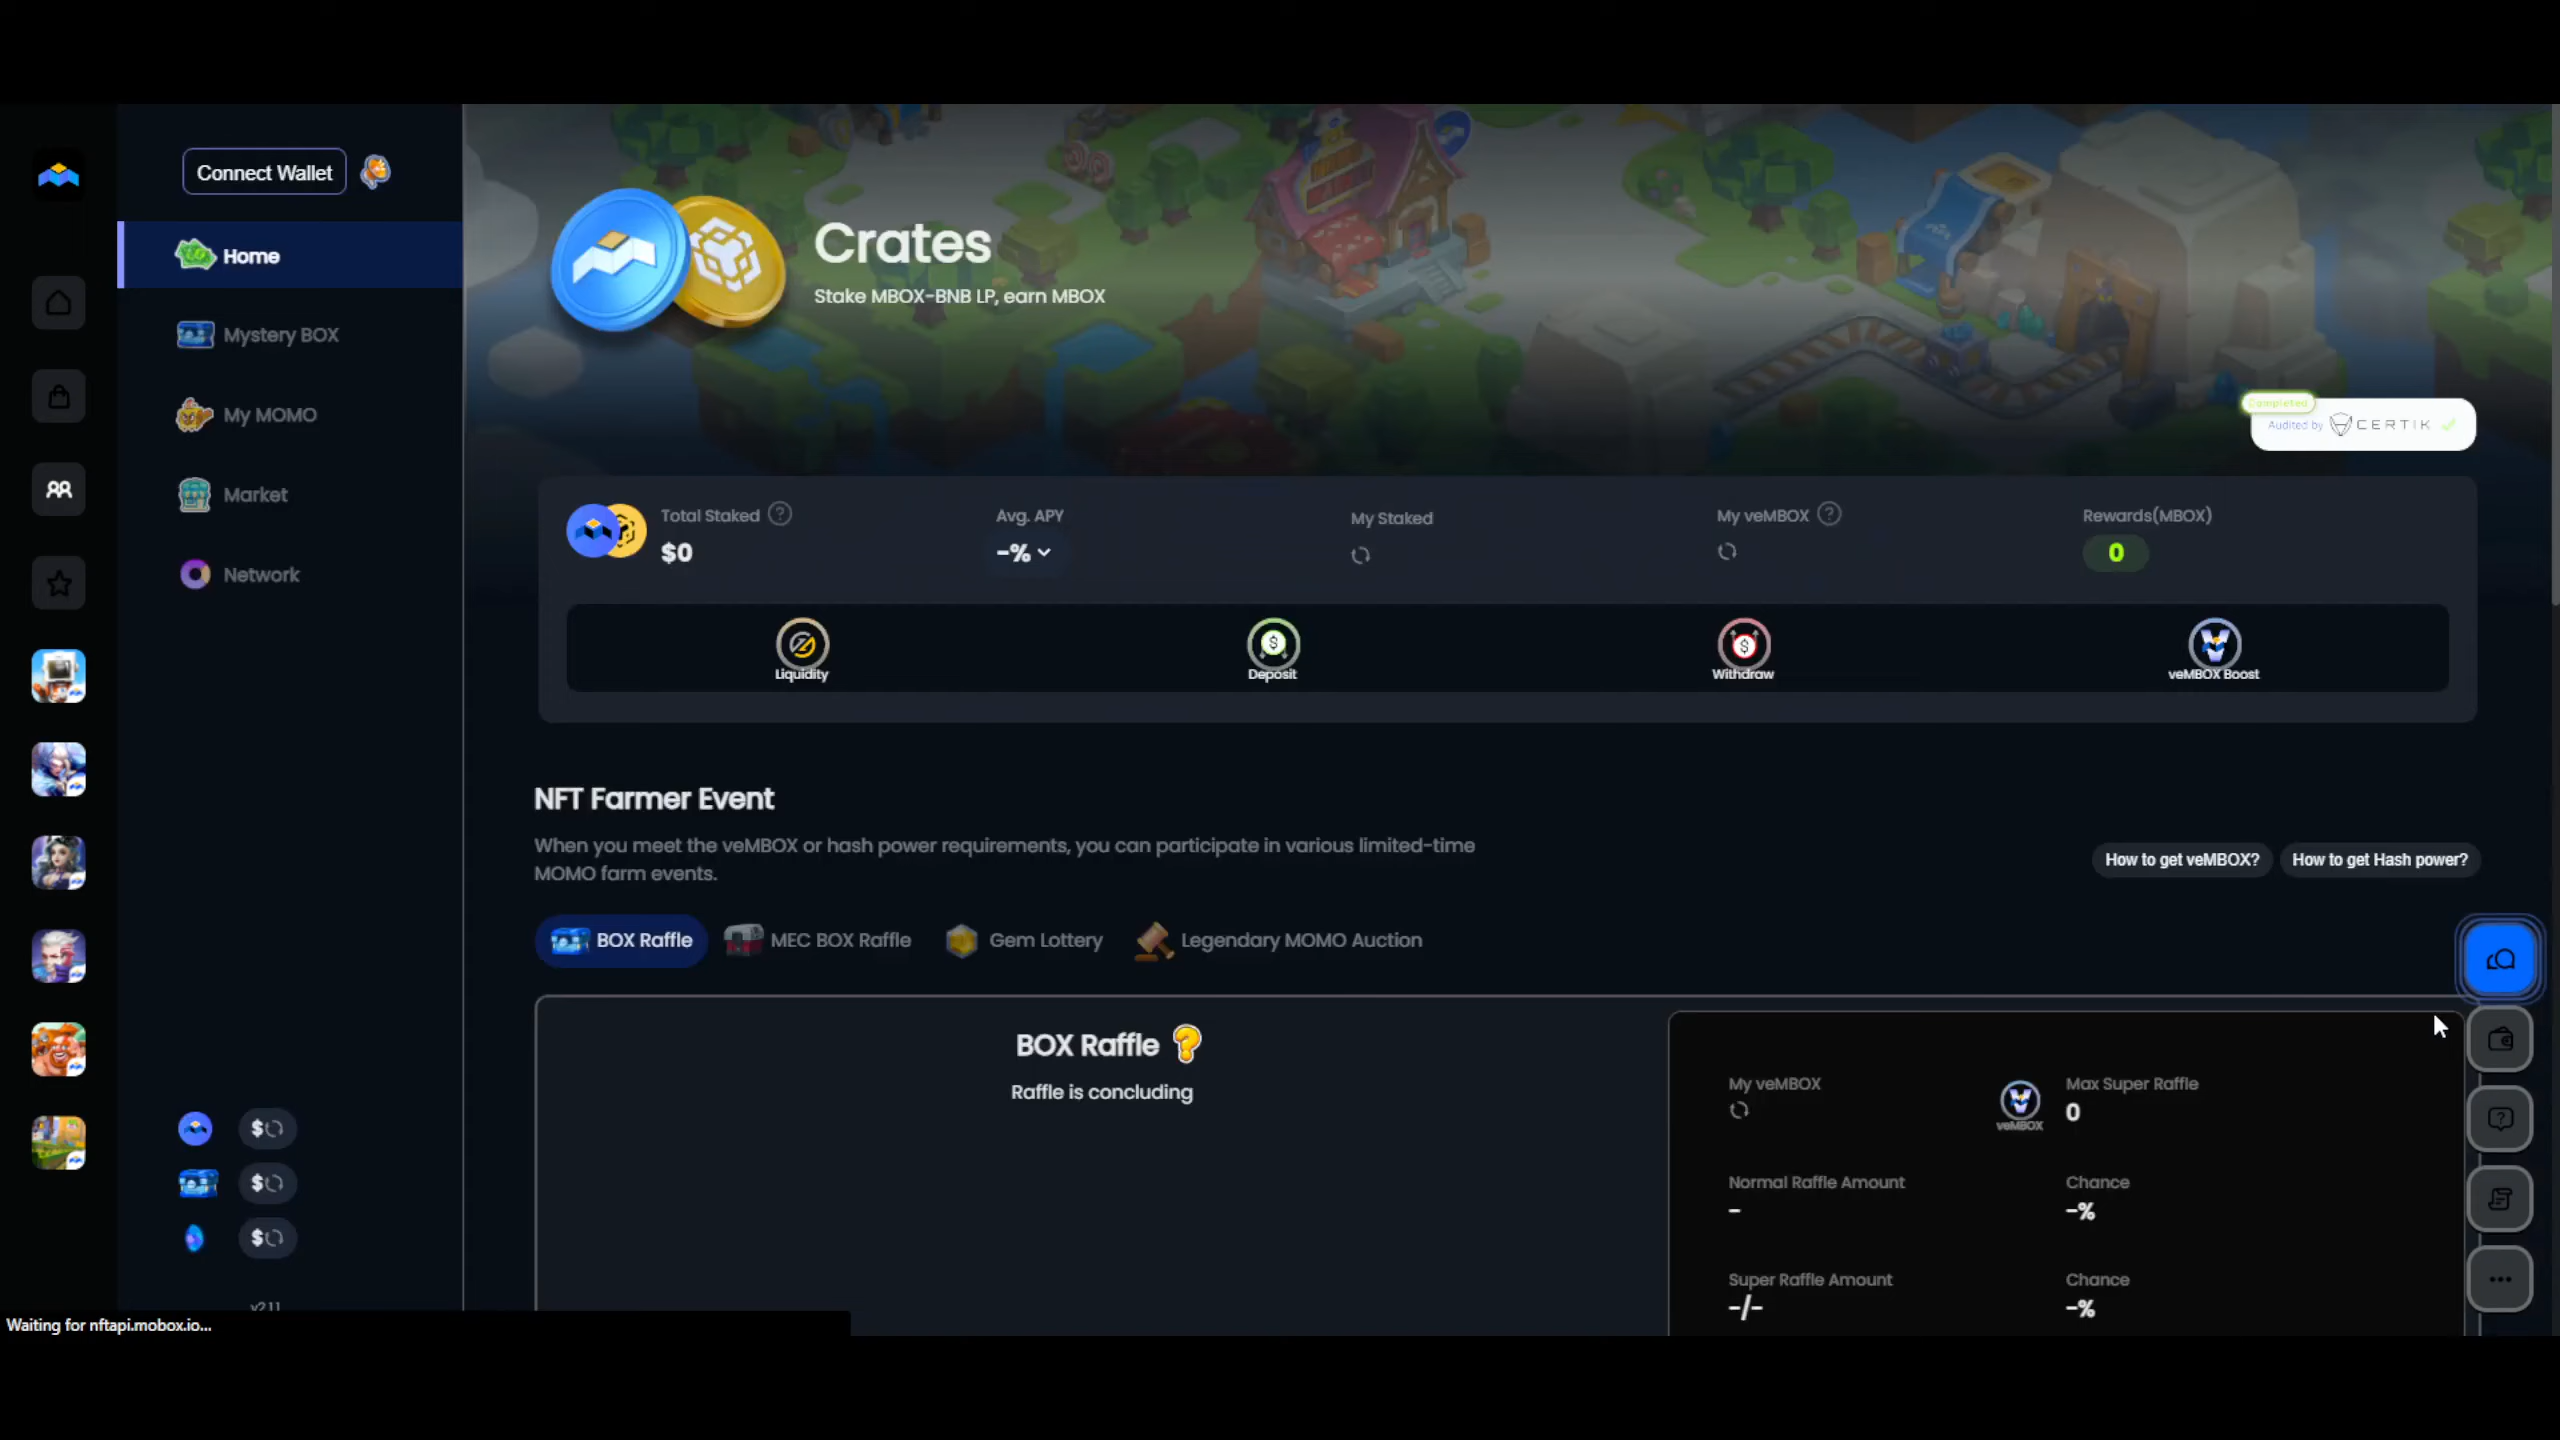 Connect Wallet
Home
Mystery BOX
My MOMO
Market
Network
$
$
$
v2.1.1
Waiting for nftapi.mobox.io...
Crates
Stake MBOX-BNB LP, earn MBOX
Completed
Audited by CERTIK
Total Staked ?
$0
Avg. APY
-%
My Staked
My veMBOX ?
Rewards(MBOX)
0
Liquidity
Deposit
Withdraw
veMBOX Boost
NFT Farmer Event
When you meet the veMBOX or hash power requirements, you can participate in various limited-time
MOMO farm events.
How to get veMBOX?
How to get Hash power?
BOX Raffle
MEC BOX Raffle
Gem Lottery
Legendary MOMO Auction
BOX Raffle ?
Raffle is concluding
My veMBOX
veMBOX
Max Super Raffle
0
Normal Raffle Amount
-
Chance
-%
Super Raffle Amount
-/-
Chance
-%